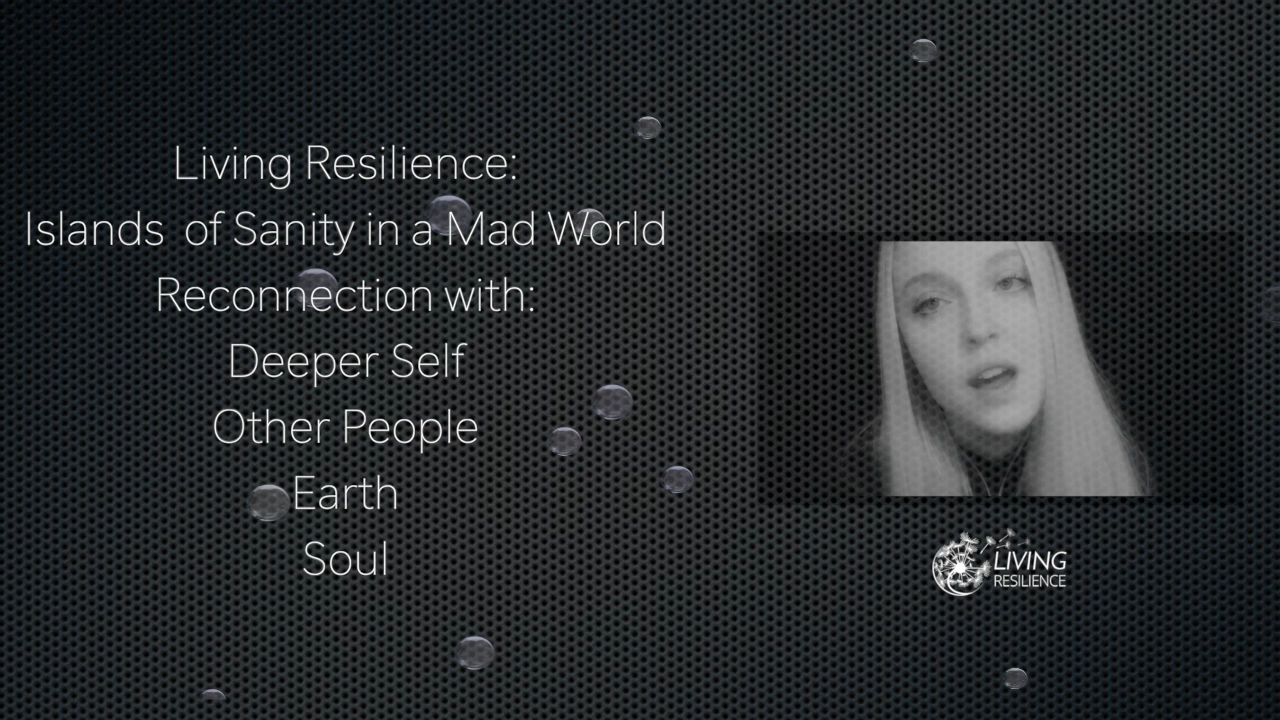 Living Resilience:
Islands of Sanity in a Mad World
Reconnection with:
Deeper Self
Other People
Earth
Soul
LIVING
RESILIENCE